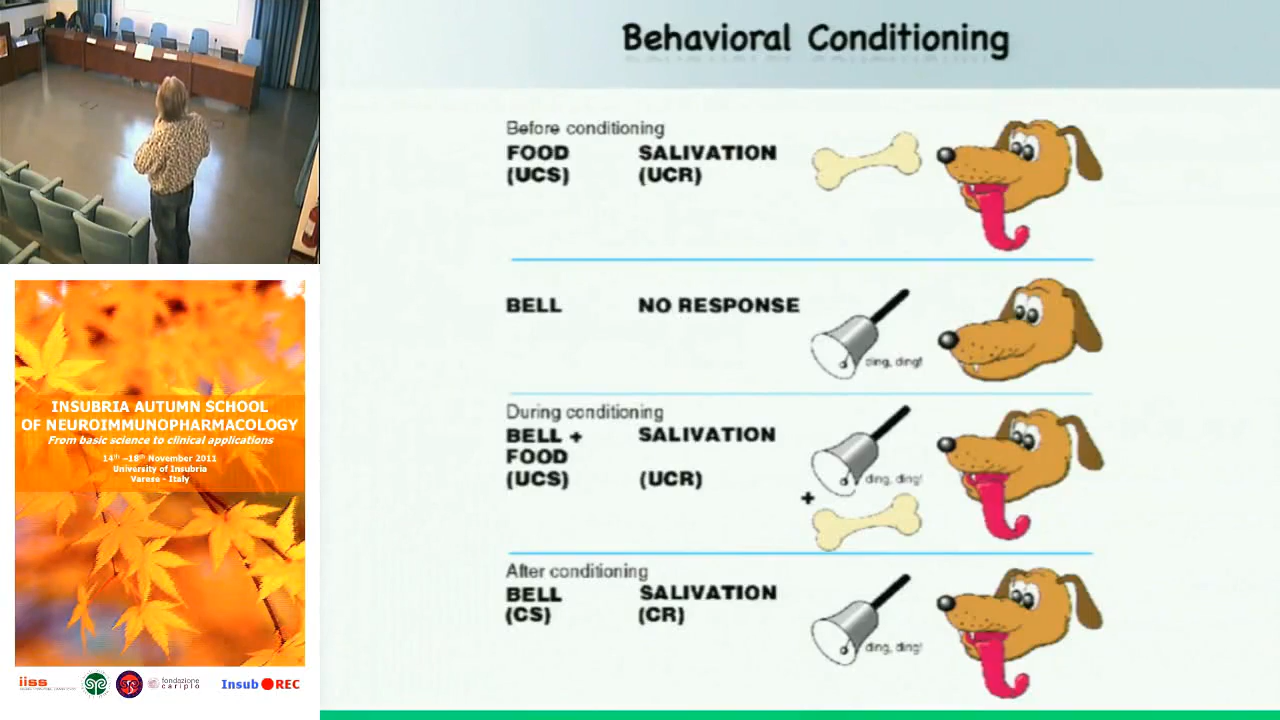 Behavioral Conditioning
Before conditioning
FOOD SALIVATION
(UCS) (UCR)
BELL NO RESPONSE
ding, ding!
During conditioning
BELL + SALIVATION
FOOD
(UCS) (UCR)
ding, ding!
+
After conditioning
BELL SALIVATION
(CS) (CR)
ding, ding!
INSUBRIA AUTUMN SCHOOL
OF NEUROIMMUNOPHARMACOLOGY
From basic science to clinical applications
14th –18th November 2011
University of Insubria
Varese - Italy
iiss
fondazione
cariplo
Insub REC